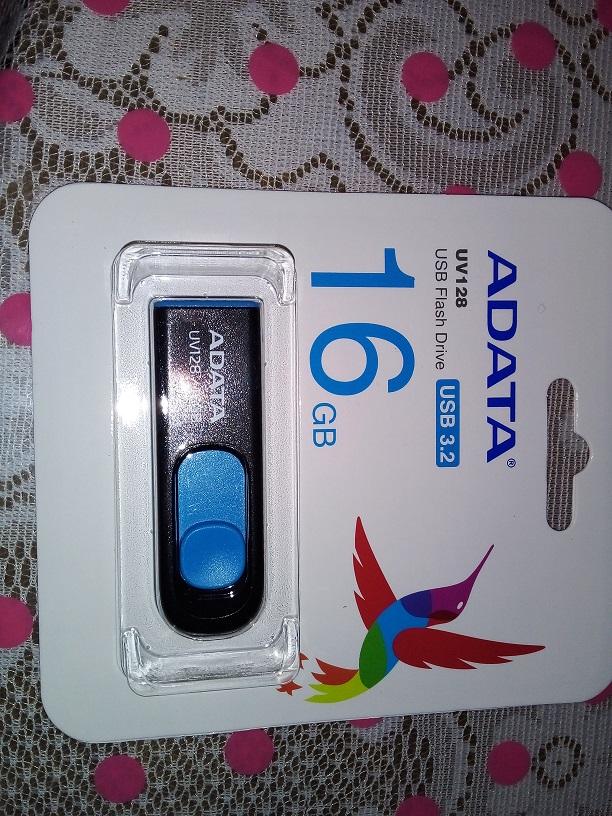 ADATA®
UV128
USB Flash Drive USB 3.2
16 GB
ADATA
UV128